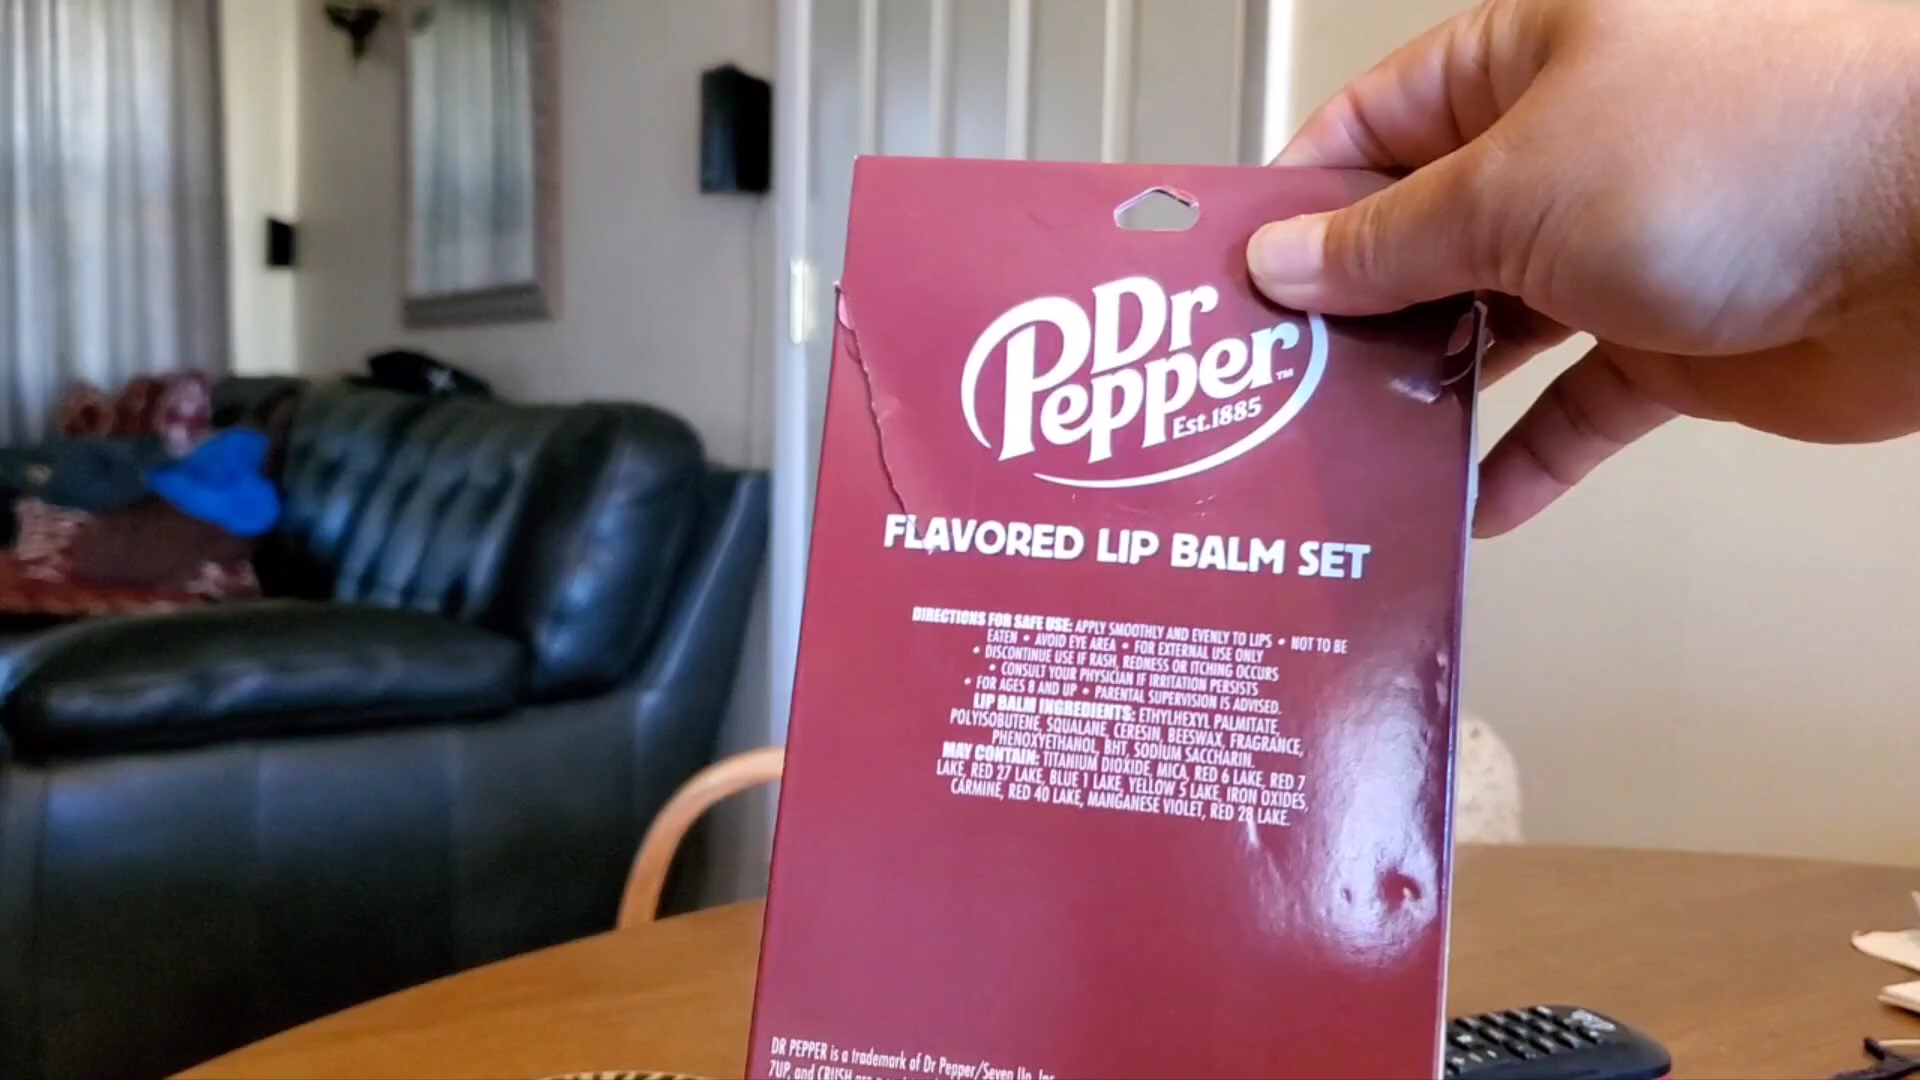 Dr
Pepper™
Est.1885
FLAVORED LIP BALM SET
DIRECTIONS FOR SAFE USE: APPLY SMOOTHLY AND EVENLY TO LIPS • NOT TO BE
EATEN • AVOID EYE AREA • FOR EXTERNAL USE ONLY
• DISCONTINUE USE IF RASH, REDNESS OR ITCHING OCCURS
• CONSULT YOUR PHYSICIAN IF IRRITATION PERSISTS
• FOR AGES 8 AND UP • PARENTAL SUPERVISION IS ADVISED.
LIP BALM INGREDIENTS: ETHYLHEXYL PALMITATE,
POLYISOBUTENE, SQUALANE, CERESIN, BEESWAX, FRAGRANCE,
PHENOXYETHANOL, BHT, SODIUM SACCHARIN.
MAY CONTAIN: TITANIUM DIOXIDE, MICA, RED 6 LAKE, RED 7
LAKE, RED 27 LAKE, BLUE 1 LAKE, YELLOW 5 LAKE, IRON OXIDES,
CARMINE, RED 40 LAKE, MANGANESE VIOLET, RED 28 LAKE.
DR PEPPER is a trademark of Dr Pepper/Seven Up, Inc.
7UP, and CRUSH are